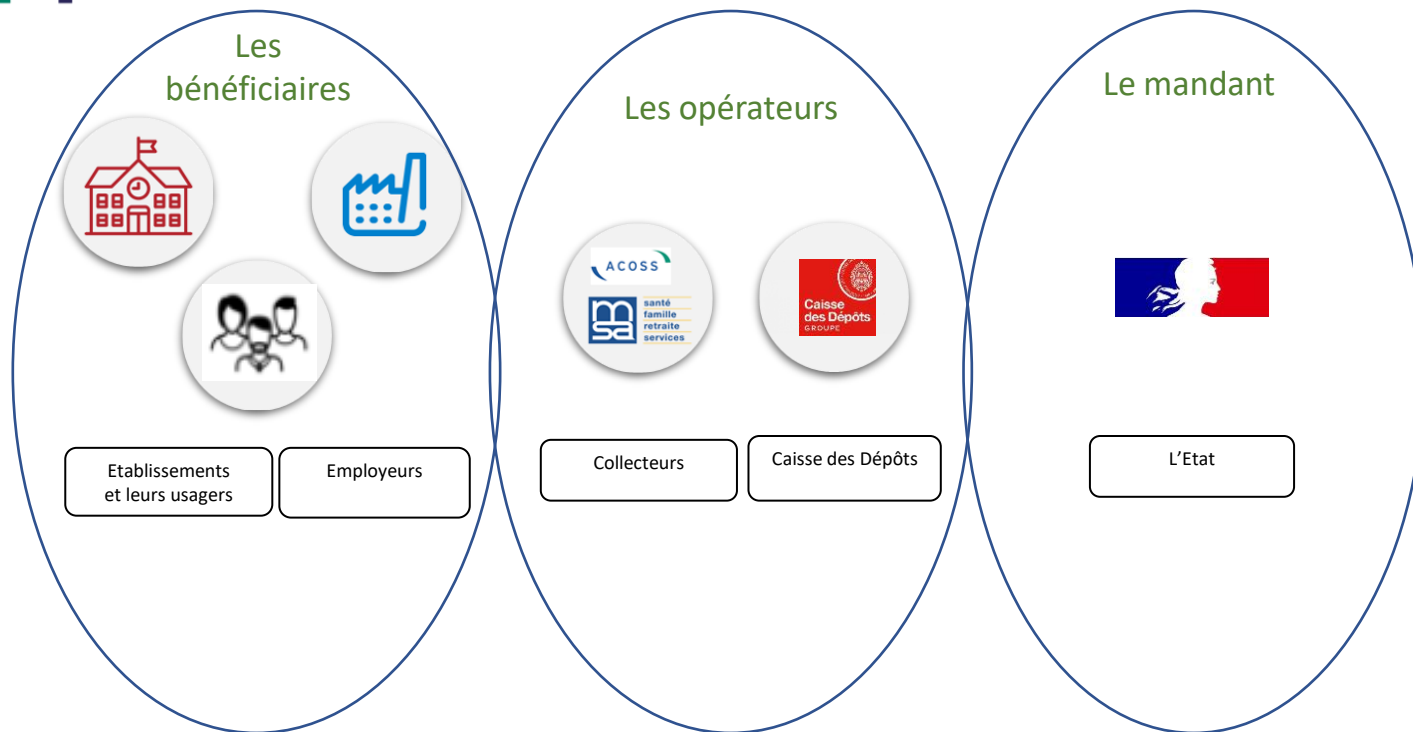 Les
bénéficiaires
Les opérateurs
Le mandant
ACOSS
msa
santé
famille
retraite
services
Caisse
des Dépôts
GROUPE
Etablissements
et leurs usagers
Employeurs
Collecteurs
Caisse des Dépôts
L’Etat